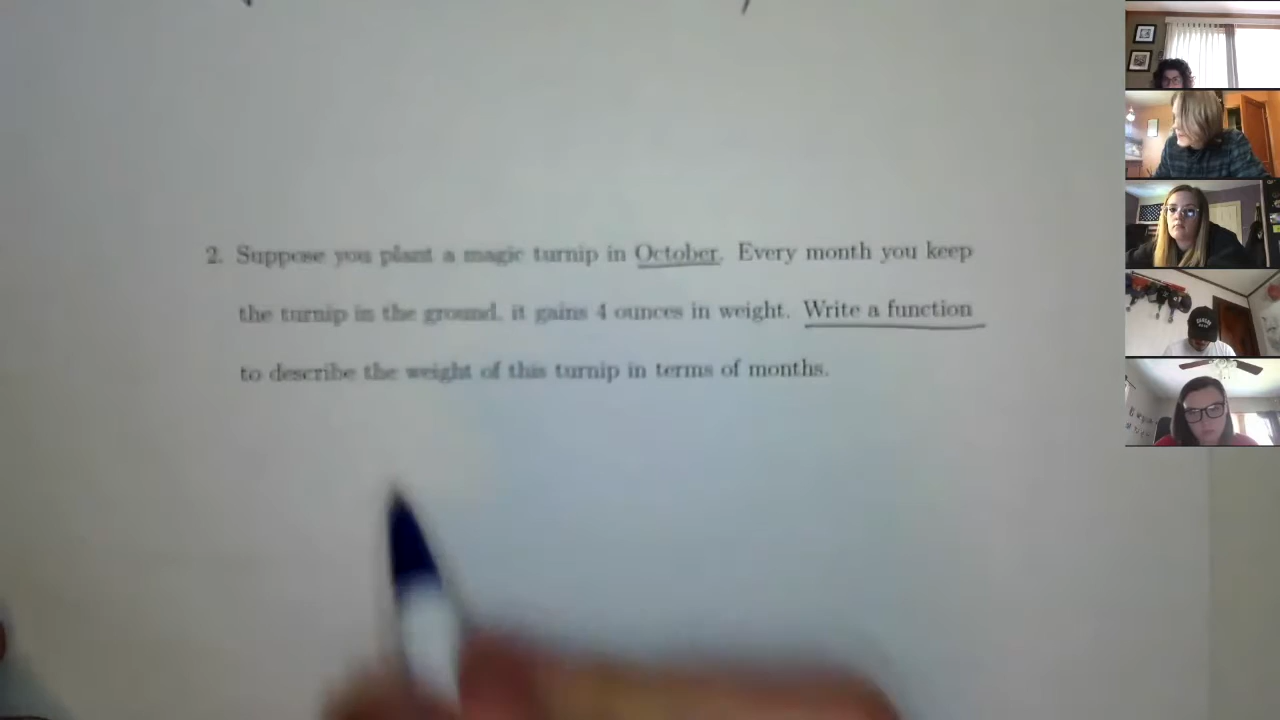 2. Suppose you plant a magic turnip in October. Every month you keep
the turnip in the ground, it gains 4 ounces in weight. Write a function
to describe the weight of this turnip in terms of months.